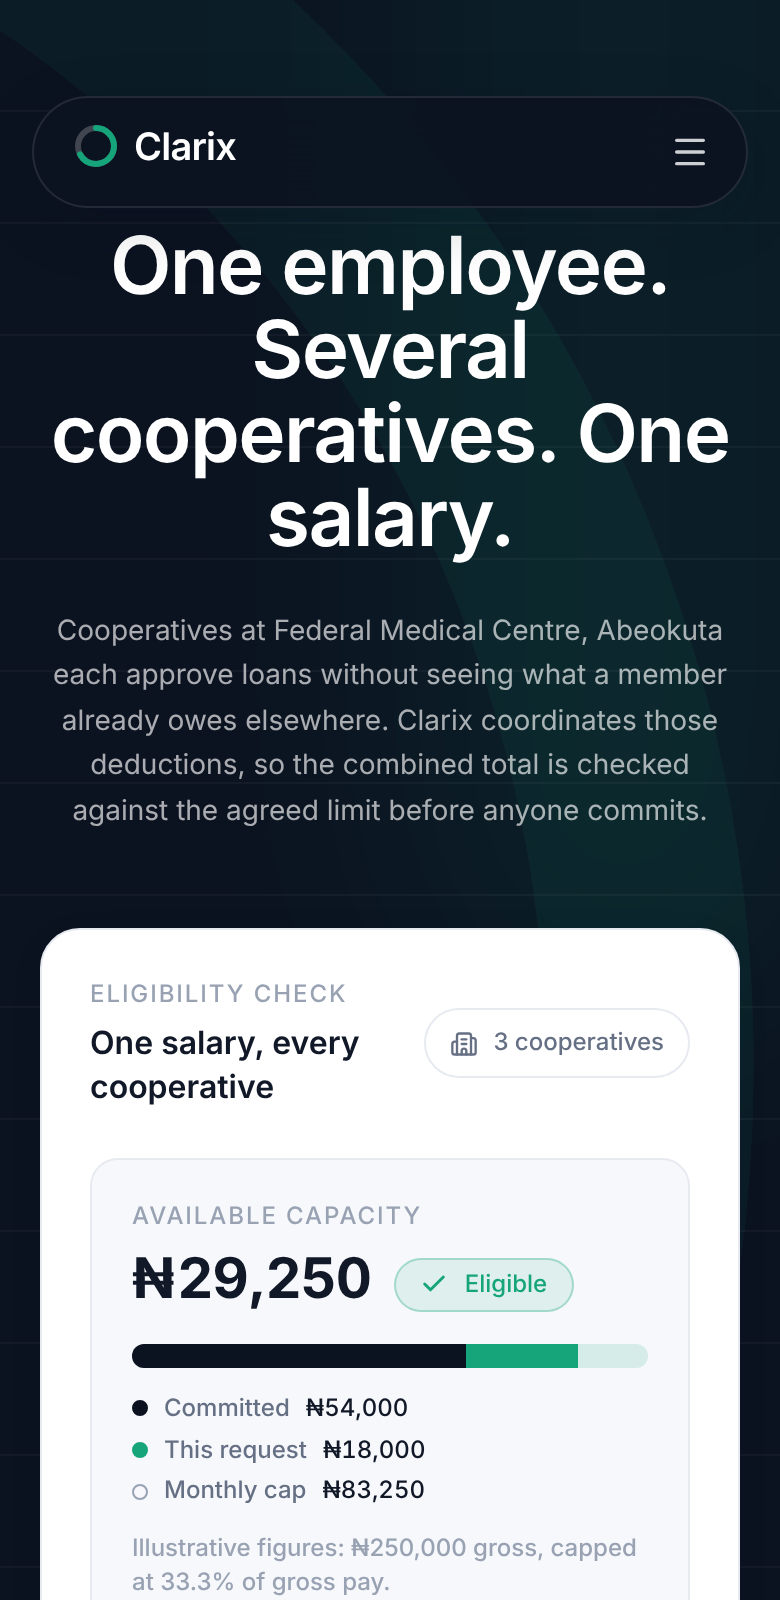 Clarix
One employee.
Several
cooperatives. One
salary.
Cooperatives at Federal Medical Centre, Abeokuta
each approve loans without seeing what a member
already owes elsewhere. Clarix coordinates those
deductions, so the combined total is checked
against the agreed limit before anyone commits.
ELIGIBILITY CHECK
One salary, every
cooperative
3 cooperatives
AVAILABLE CAPACITY
₦29,250
Eligible
Committed ₦54,000
This request ₦18,000
Monthly cap ₦83,250
Illustrative figures: ₦250,000 gross, capped
at 33.3% of gross pay.